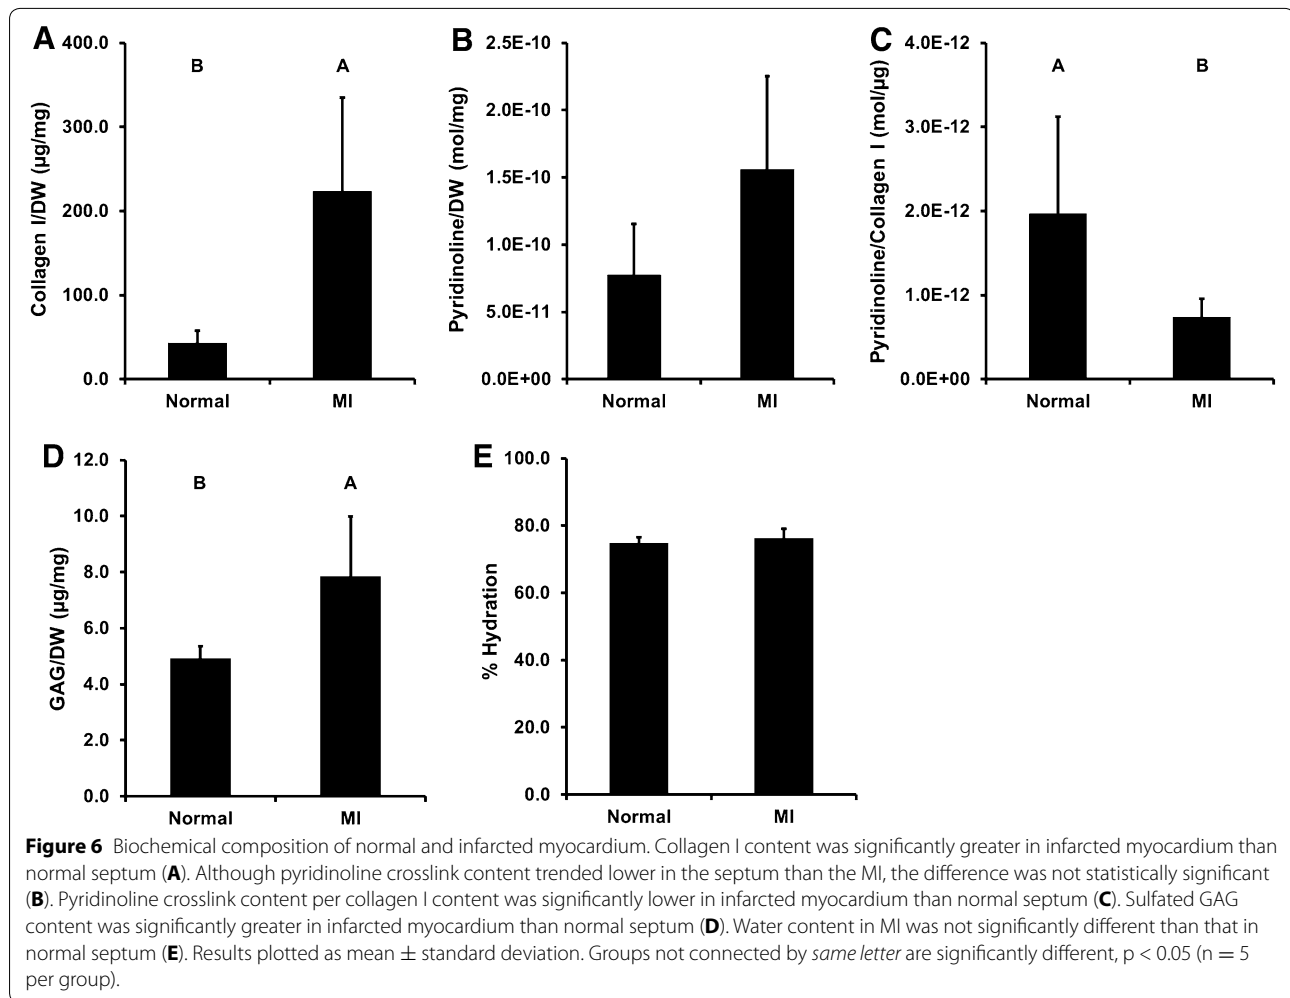 A
400.0
300.0
200.0
100.0
0.0
Collagen I/DW (µg/mg)
B
A
Normal
MI
B
2.5E-10
2.0E-10
1.5E-10
1.0E-10
5.0E-11
0.0E+00
Pyridinoline/DW (mol/mg)
Normal
MI
C
4.0E-12
3.0E-12
2.0E-12
1.0E-12
0.0E+00
Pyridinoline/Collagen I (mol/µg)
A
B
Normal
MI
D
12.0
10.0
8.0
6.0
4.0
2.0
0.0
GAG/DW (µg/mg)
B
A
Normal
MI
E
100.0
80.0
60.0
40.0
20.0
0.0
% Hydration
Normal
MI
Figure 6 Biochemical composition of normal and infarcted myocardium. Collagen I content was significantly greater in infarcted myocardium than
normal septum (A). Although pyridinoline crosslink content trended lower in the septum than the MI, the difference was not statistically significant
(B). Pyridinoline crosslink content per collagen I content was significantly lower in infarcted myocardium than normal septum (C). Sulfated GAG
content was significantly greater in infarcted myocardium than normal septum (D). Water content in MI was not significantly different than that in
normal septum (E). Results plotted as mean ± standard deviation. Groups not connected by same letter are significantly different, p < 0.05 (n = 5
per group).